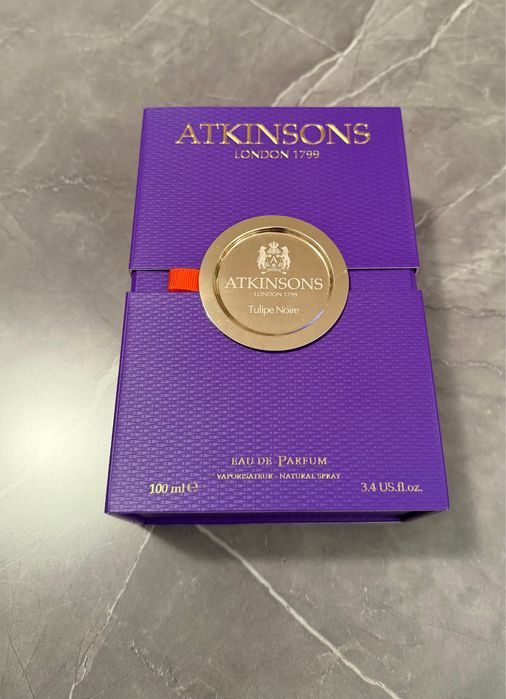 ATKINSONS
LONDON 1799
A
ATKINSONS
LONDON 1799
Tulipe Noire
EAU DE PARFUM
VAPORISATEUR - NATURAL SPRAY
100 ml ℮
3.4 US.fl.oz.